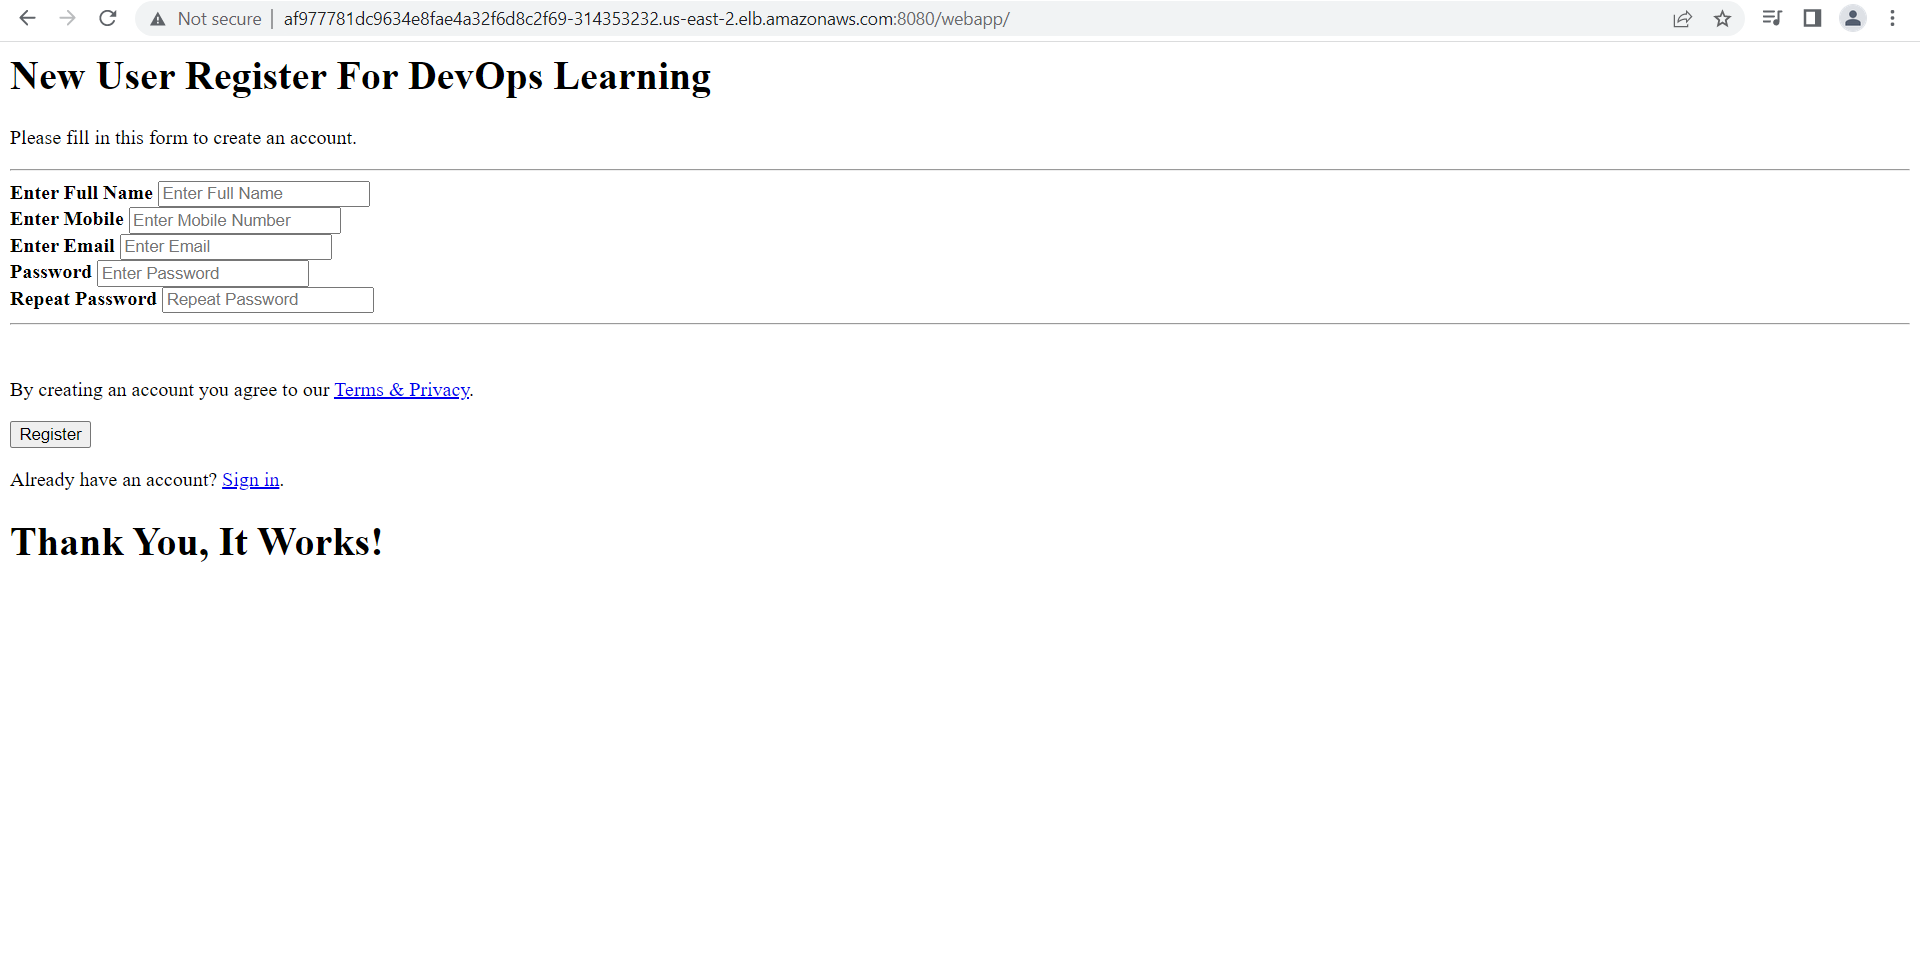 Not secure | af977781dc9634e8fae4a32f6d8c2f69-314353232.us-east-2.elb.amazonaws.com:8080/webapp/
New User Register For DevOps Learning
Please fill in this form to create an account.
Enter Full Name Enter Full Name
Enter Mobile Enter Mobile Number
Enter Email Enter Email
Password Enter Password
Repeat Password Repeat Password
By creating an account you agree to our Terms & Privacy.
Register
Already have an account? Sign in.
Thank You, It Works!